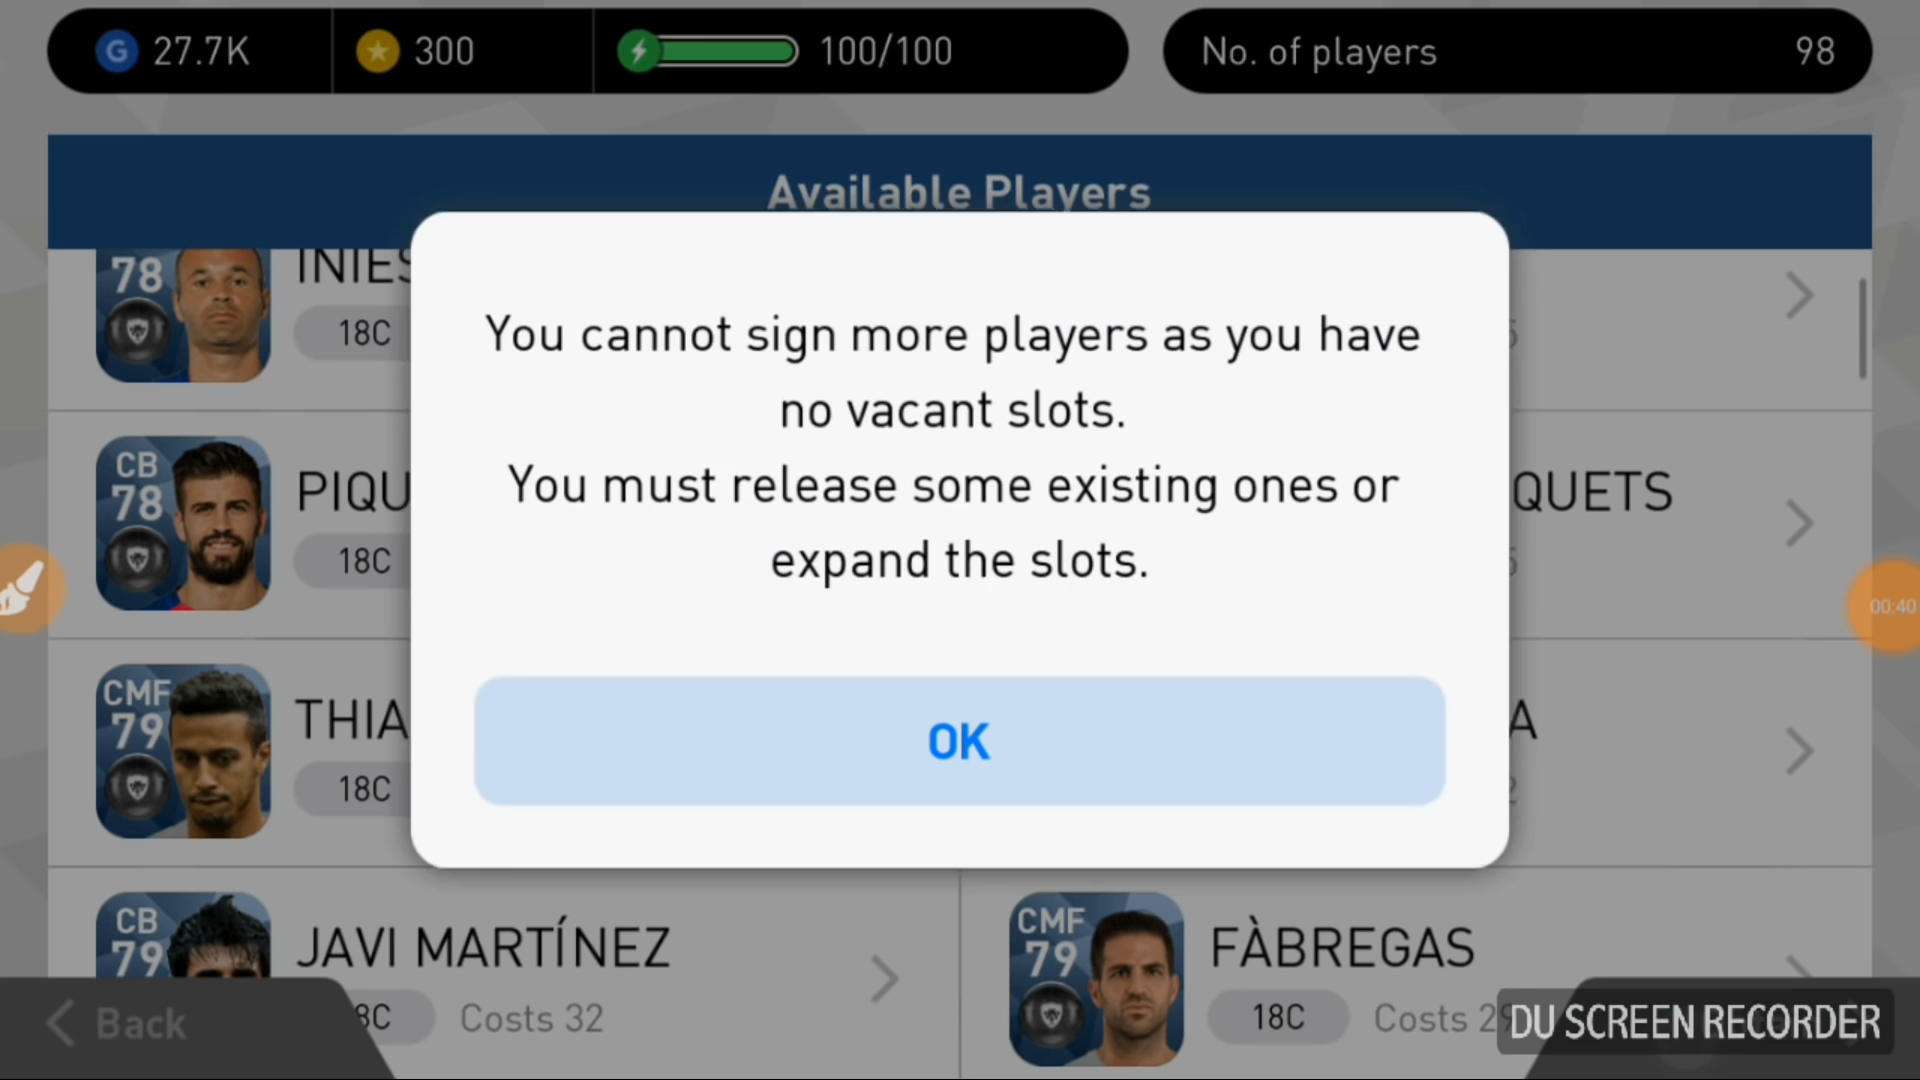 G 27.7K
300
100/100
No. of players 98
Available Players
78
18C
You cannot sign more players as you have
no vacant slots.
You must release some existing ones or
expand the slots.
OK
CB
78
18C
QUETS
00:40
CMF
79
18C
CB
79
JAVI MARTÍNEZ
Costs 32
CMF
79
FÀBREGAS
18C
Costs
Back
DU SCREEN RECORDER